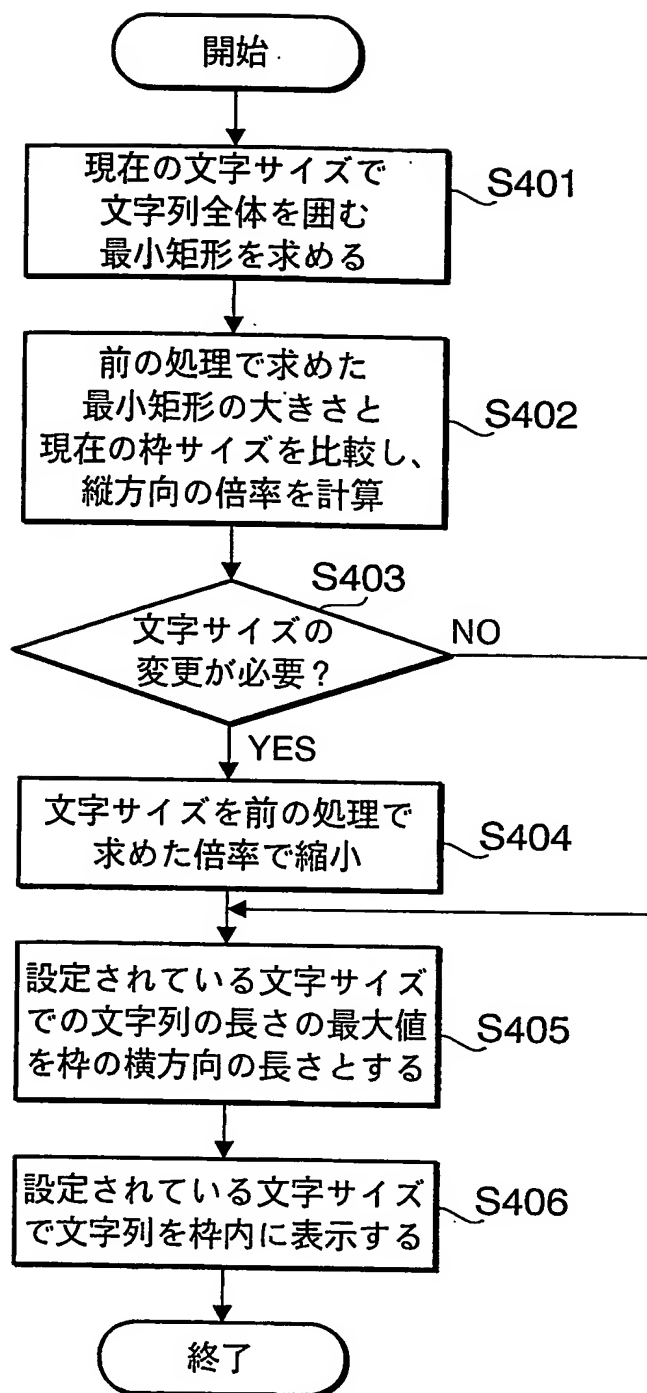 開始
現在の文字サイズで
文字列全体を囲む
最小矩形を求める
S401
前の処理で求めた
最小矩形の大きさと
現在の枠サイズを比較し、
縦方向の倍率を計算
S402
S403
文字サイズの
変更が必要？
NO
YES
文字サイズを前の処理で
求めた倍率で縮小
S404
設定されている文字サイズ
での文字列の長さの最大値
を枠の横方向の長さとする
S405
設定されている文字サイズ
で文字列を枠内に表示する
S406
終了